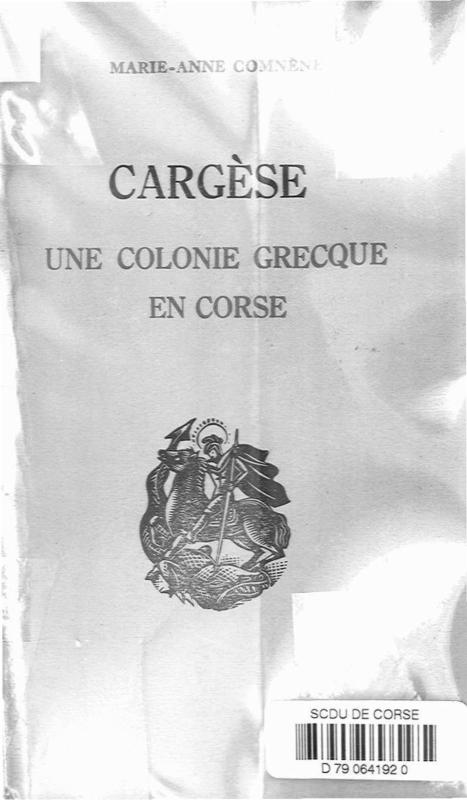 MARIE-ANNE COMNÈNE
CARGÈSE
UNE COLONIE GRECQUE
EN CORSE
SCDU DE CORSE
D 79 064192 0